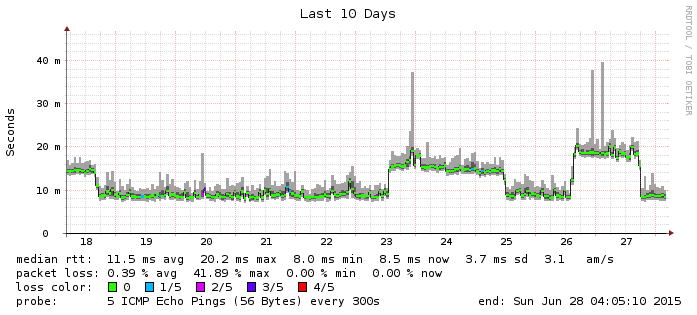 Last 10 Days
RRDTOOL / TOBI OETIKER
Seconds
40 m
30 m
20 m
10 m
0
18 19 20 21 22 23 24 25 26 27
median rtt: 11.5 ms avg 20.2 ms max 8.0 ms min 8.5 ms now 3.7 ms sd 3.1 am/s
packet loss: 0.39 % avg 41.89 % max 0.00 % min 0.00 % now
loss color: 0 1/5 2/5 3/5 4/5
probe: 5 ICMP Echo Pings (56 Bytes) every 300s end: Sun Jun 28 04:05:10 2015